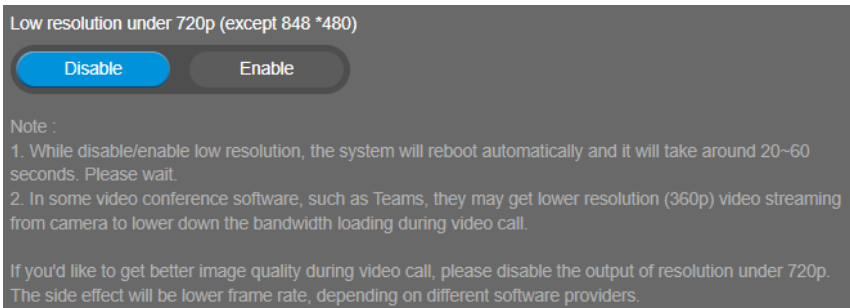 Low resolution under 720p (except 848 *480)
Disable Enable
Note :
1. While disable/enable low resolution, the system will reboot automatically and it will take around 20~60
seconds. Please wait.
2. In some video conference software, such as Teams, they may get lower resolution (360p) video streaming
from camera to lower down the bandwidth loading during video call.
If you'd like to get better image quality during video call, please disable the output of resolution under 720p.
The side effect will be lower frame rate, depending on different software providers.